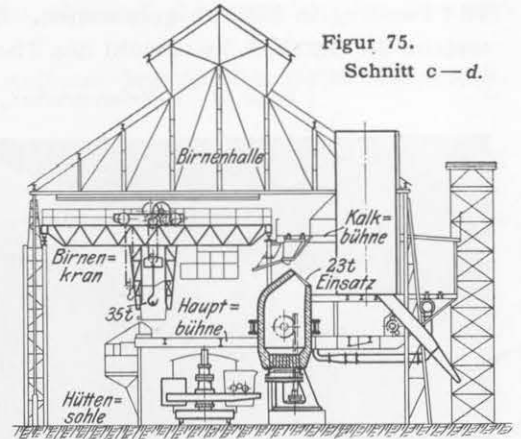 Figur 75.
Schnitt c—d.
Birnenhalle
Kalk=
bühne
Birnen=
kran
23t
Einsatz
35t
Haupt=
bühne
Hütten=
sohle